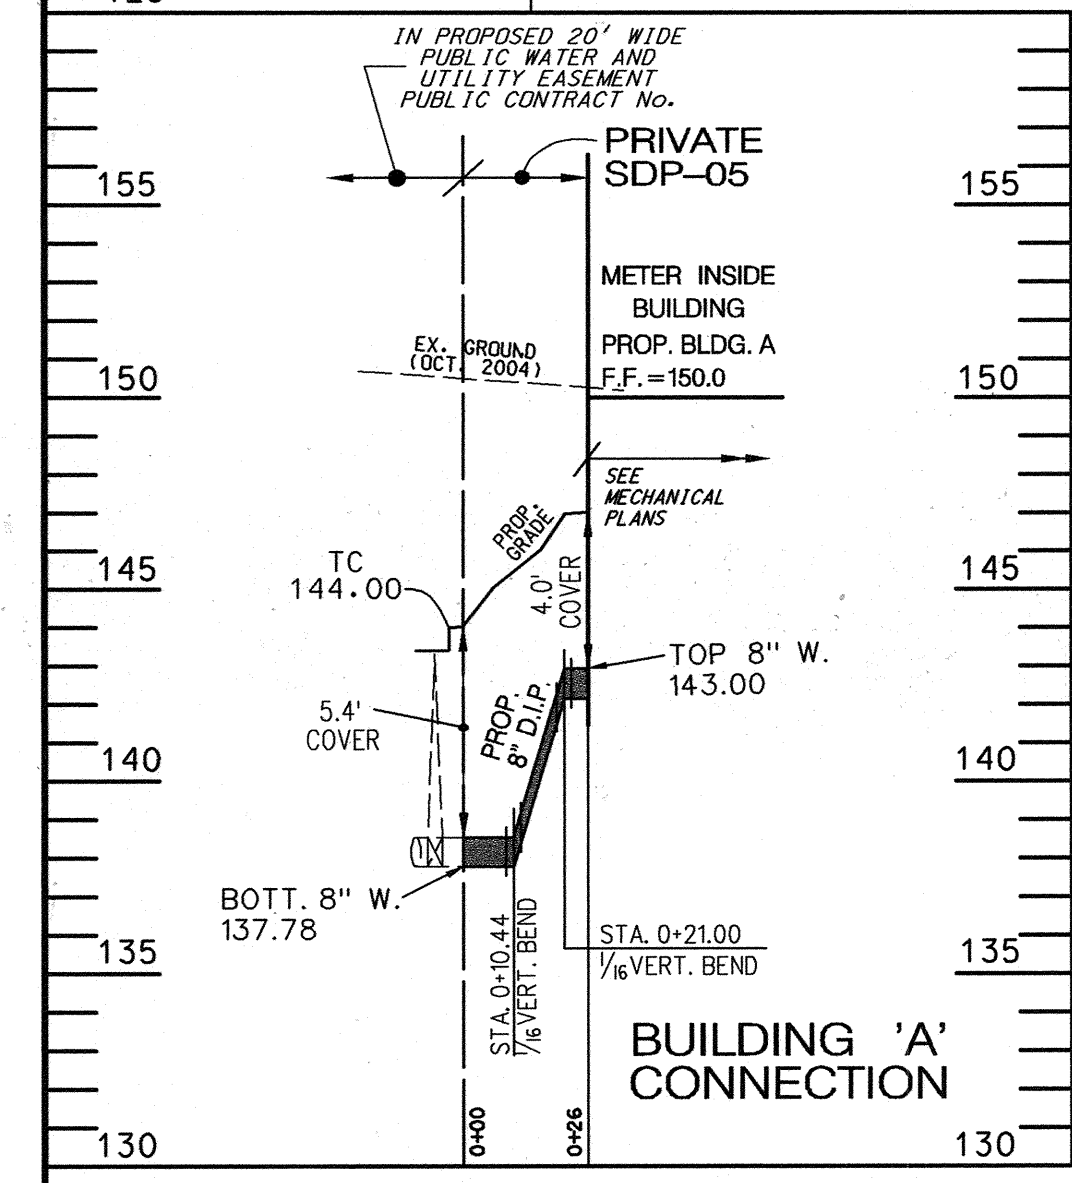 IN PROPOSED 20' WIDE
PUBLIC WATER AND
UTILITY EASEMENT
PUBLIC CONTRACT No.
PRIVATE
SDP-05
155
155
METER INSIDE
BUILDING
PROP. BLDG. A
F.F.=150.0
EX. GROUND
(OCT. 2004)
150
150
SEE
MECHANICAL
PLANS
PROP.
GRADE
TC
144.00
145
145
4.0'
COVER
TOP 8" W.
143.00
5.4'
COVER
PROP.
8" D.I.P.
140
140
BOTT. 8" W.
137.78
STA. 0+10.44
1/16 VERT. BEND
STA. 0+21.00
1/16 VERT. BEND
135
135
BUILDING 'A'
CONNECTION
0+00
0+26
130
130